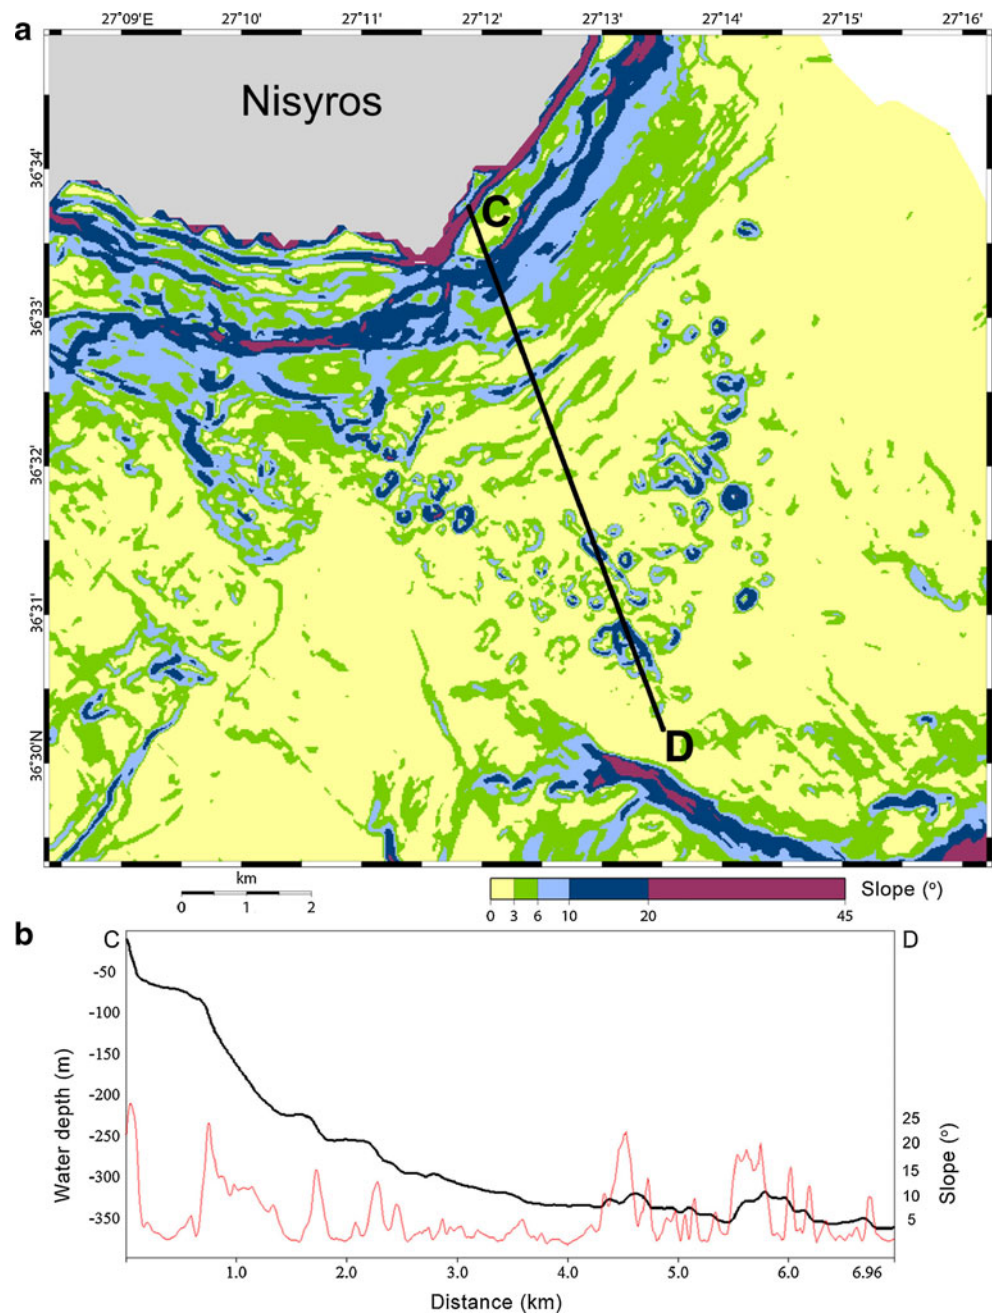 a
27°09'E 27°10' 27°11' 27°12' 27°13' 27°14' 27°15' 27°16'
Nisyros
36°34'
C
36°33'
36°32'
36°31'
36°30'N
D
km
0 1 2
0 3 6 10 20 45
Slope (°)
b
C D
-50
-100
-150
-200
-250
-300
-350
Water depth (m)
25
20
15
10
5
Slope (°)
1.0 2.0 3.0 4.0 5.0 6.0 6.96
Distance (km)